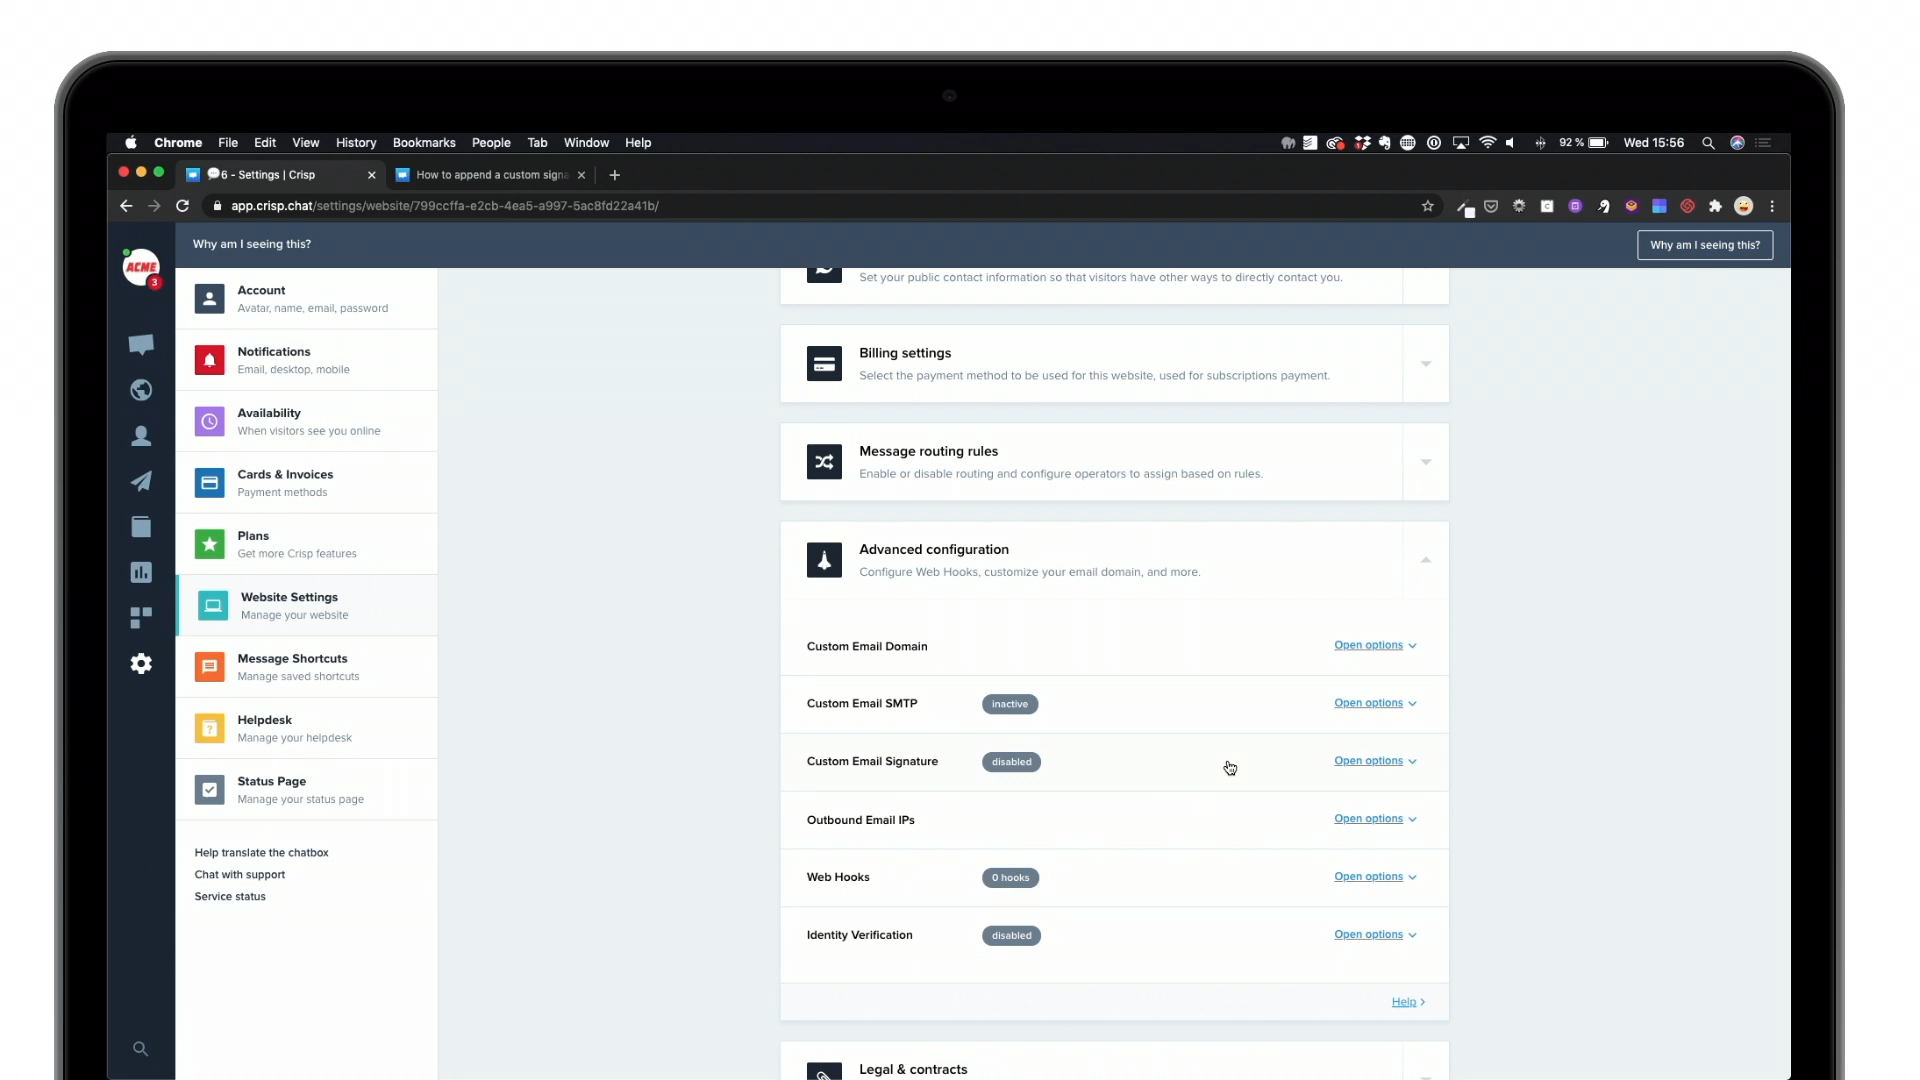 Chrome File Edit View History Bookmarks People Tab Window Help
92 % Wed 15:56
6 - Settings | Crisp
How to append a custom signa
app.crisp.chat/settings/website/799ccffa-e2cb-4ea5-a997-5ac8fd22a41b/
Why am I seeing this?
Why am I seeing this?
ACME
3
Account
Avatar, name, email, password
Notifications
Email, desktop, mobile
Availability
When visitors see you online
Cards & Invoices
Payment methods
Plans
Get more Crisp features
Website Settings
Manage your website
Message Shortcuts
Manage saved shortcuts
Helpdesk
Manage your helpdesk
Status Page
Manage your status page
Help translate the chatbox
Chat with support
Service status
Set your public contact information so that visitors have other ways to directly contact you.
Billing settings
Select the payment method to be used for this website, used for subscriptions payment.
Message routing rules
Enable or disable routing and configure operators to assign based on rules.
Advanced configuration
Configure Web Hooks, customize your email domain, and more.
Custom Email Domain Open options
Custom Email SMTP inactive Open options
Custom Email Signature disabled Open options
Outbound Email IPs Open options
Web Hooks 0 hooks Open options
Identity Verification disabled Open options
Help
Legal & contracts